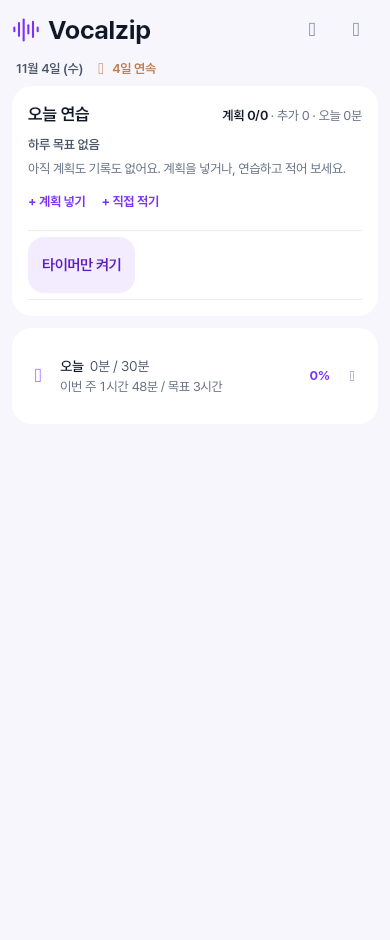 Vocalzip
11월 4일 (수) 4일 연속
오늘 연습 계획 0/0 · 추가 0 · 오늘 0분
하루 목표 없음
아직 계획도 기록도 없어요. 계획을 넣거나, 연습하고 적어 보세요.
+ 계획 넣기 + 직접 적기
타이머만 켜기
오늘 0분 / 30분
이번 주 1시간 48분 / 목표 3시간
0%